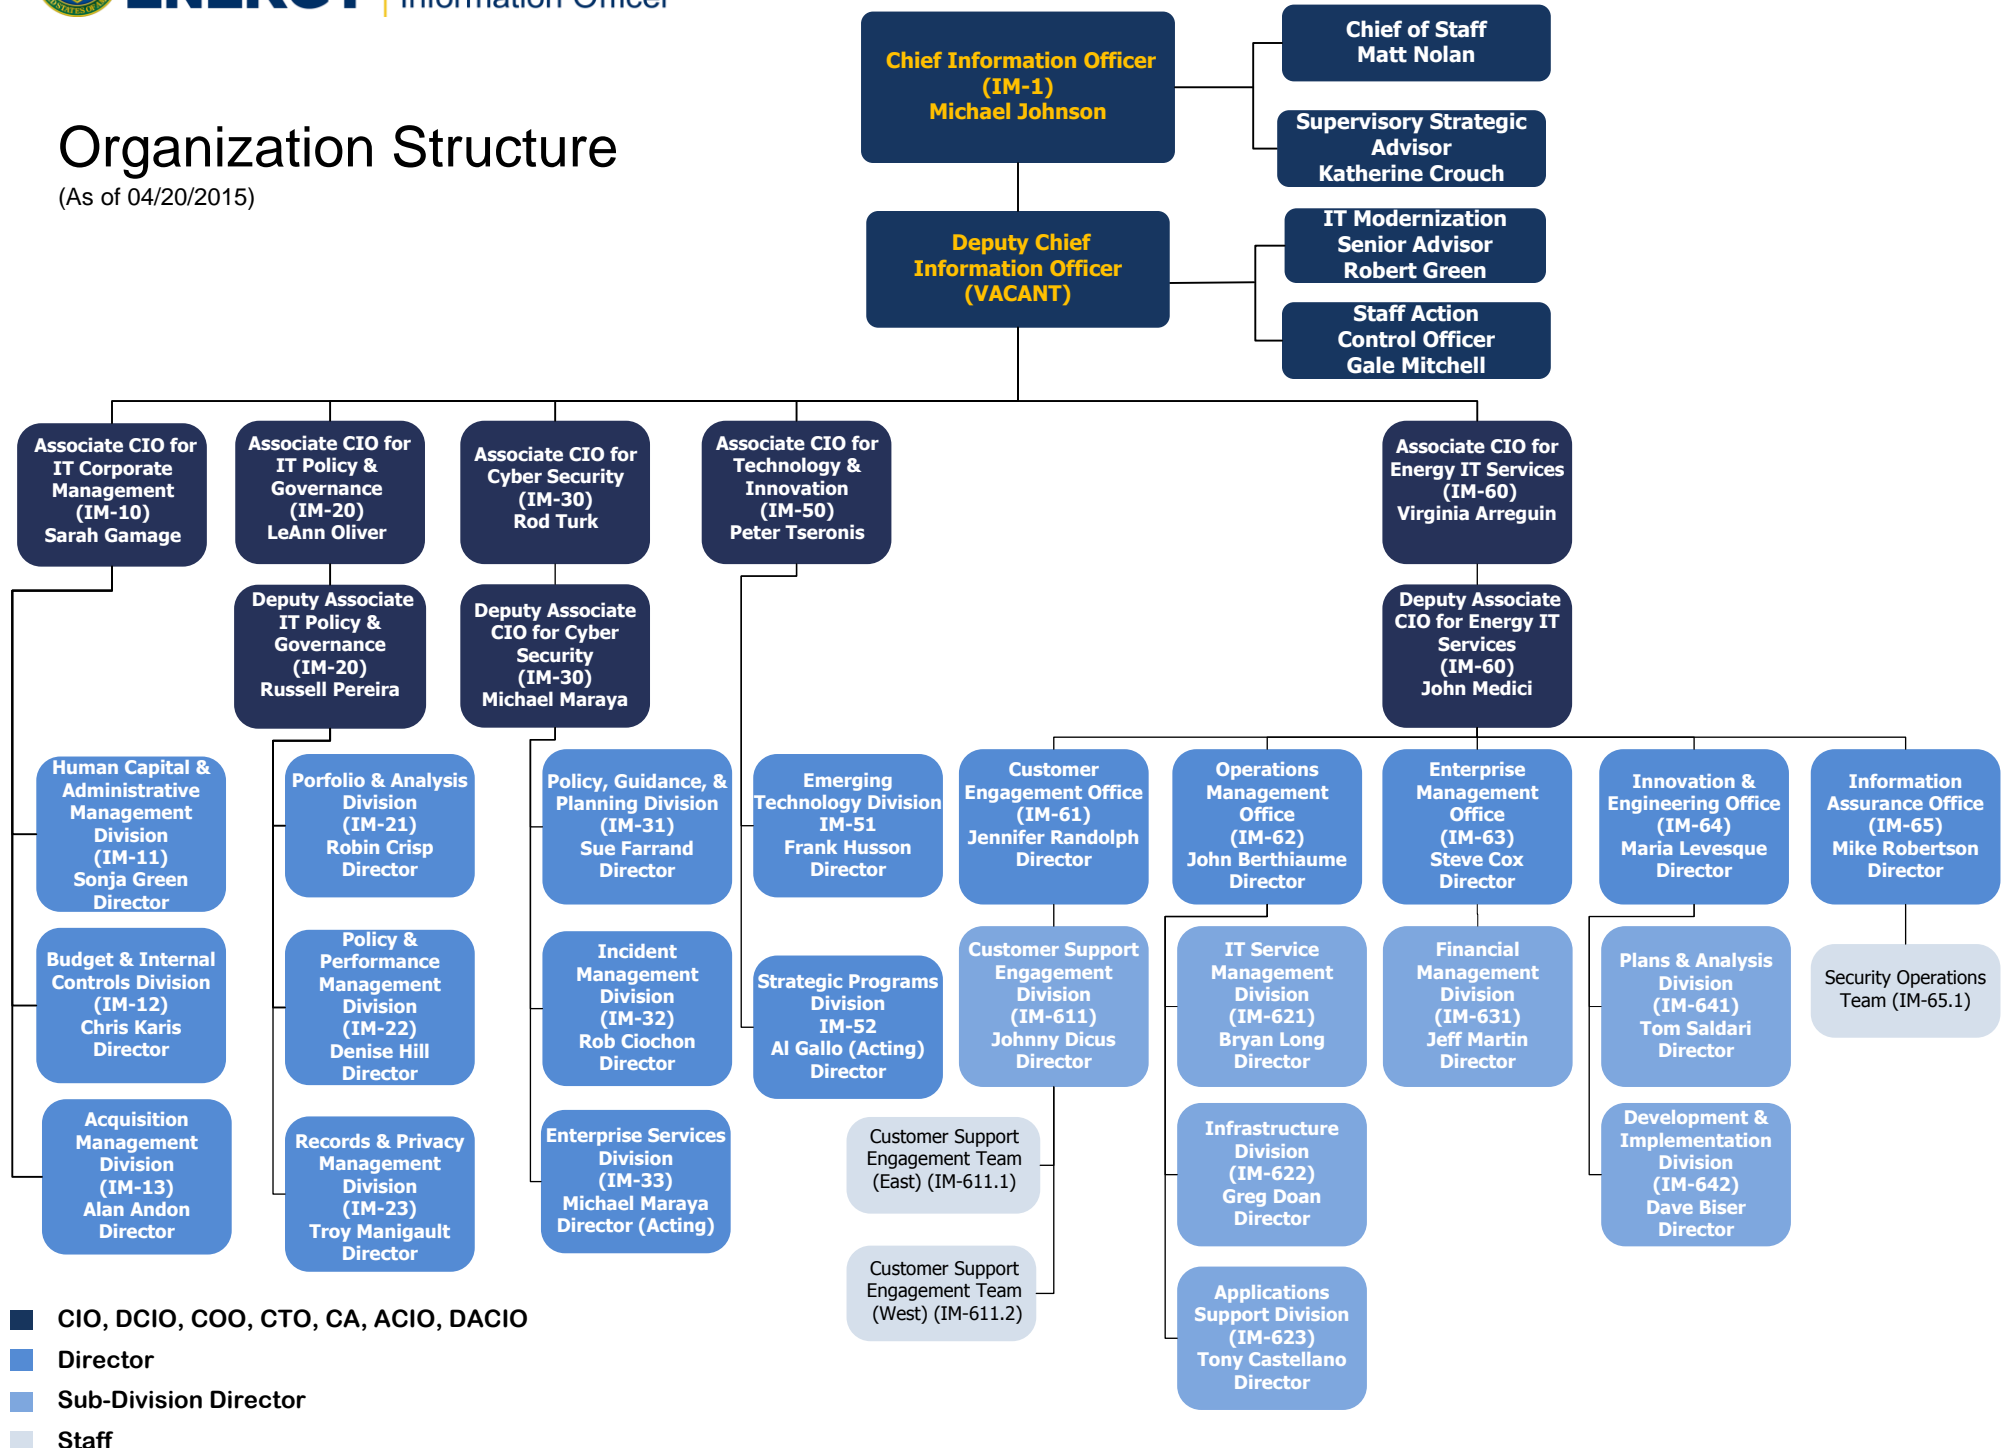 ENERGY
Information Officer
Organization Structure
(As of 04/20/2015)
Chief Information Officer
(IM-1)
Michael Johnson
Chief of Staff
Matt Nolan
Supervisory Strategic
Advisor
Katherine Crouch
Deputy Chief
Information Officer
(VACANT)
IT Modernization
Senior Advisor
Robert Green
Staff Action
Control Officer
Gale Mitchell
Associate CIO for
IT Corporate
Management
(IM-10)
Sarah Gamage
Associate CIO for
IT Policy &
Governance
(IM-20)
LeAnn Oliver
Associate CIO for
Cyber Security
(IM-30)
Rod Turk
Associate CIO for
Technology &
Innovation
(IM-50)
Peter Tseronis
Associate CIO for
Energy IT Services
(IM-60)
Virginia Arreguin
Deputy Associate
IT Policy &
Governance
(IM-20)
Russell Pereira
Deputy Associate
CIO for Cyber
Security
(IM-30)
Michael Maraya
Deputy Associate
CIO for Energy IT
Services
(IM-60)
John Medici
Human Capital &
Administrative
Management
Division
(IM-11)
Sonja Green
Director
Porfolio & Analysis
Division
(IM-21)
Robin Crisp
Director
Policy, Guidance, &
Planning Division
(IM-31)
Sue Farrand
Director
Emerging
Technology Division
IM-51
Frank Husson
Director
Customer
Engagement Office
(IM-61)
Jennifer Randolph
Director
Operations
Management
Office
(IM-62)
John Berthiaume
Director
Enterprise
Management
Office
(IM-63)
Steve Cox
Director
Innovation &
Engineering Office
(IM-64)
Maria Levesque
Director
Information
Assurance Office
(IM-65)
Mike Robertson
Director
Budget & Internal
Controls Division
(IM-12)
Chris Karis
Director
Policy &
Performance
Management
Division
(IM-22)
Denise Hill
Director
Incident
Management
Division
(IM-32)
Rob Ciochon
Director
Strategic Programs
Division
IM-52
Al Gallo (Acting)
Director
Customer Support
Engagement
Division
(IM-611)
Johnny Dicus
Director
IT Service
Management
Division
(IM-621)
Bryan Long
Director
Financial
Management
Division
(IM-631)
Jeff Martin
Director
Plans & Analysis
Division
(IM-641)
Tom Saldari
Director
Security Operations
Team (IM-65.1)
Acquisition
Management
Division
(IM-13)
Alan Andon
Director
Records & Privacy
Management
Division
(IM-23)
Troy Manigault
Director
Enterprise Services
Division
(IM-33)
Michael Maraya
Director (Acting)
Customer Support
Engagement Team
(East) (IM-611.1)
Infrastructure
Division
(IM-622)
Greg Doan
Director
Development &
Implementation
Division
(IM-642)
Dave Biser
Director
Customer Support
Engagement Team
(West) (IM-611.2)
Applications
Support Division
(IM-623)
Tony Castellano
Director
CIO, DCIO, COO, CTO, CA, ACIO, DACIO
Director
Sub-Division Director
Staff